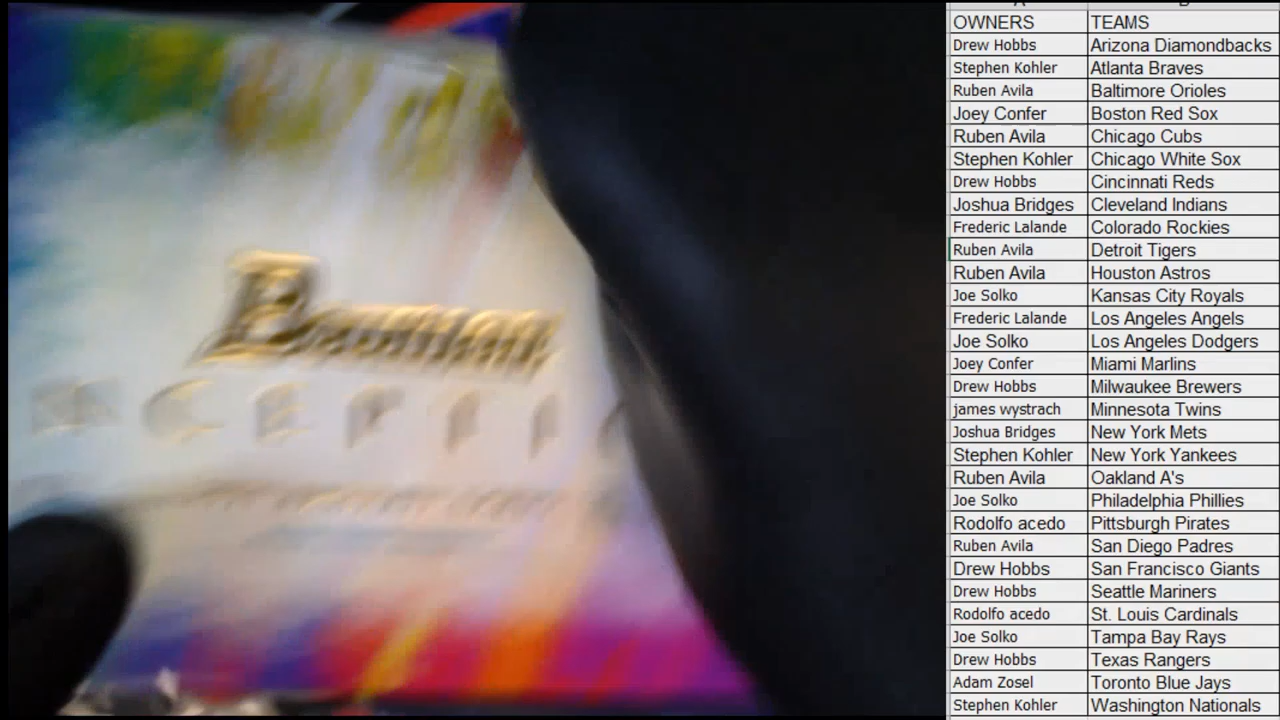 Bowman
OWNERS TEAMS
Drew Hobbs Arizona Diamondbacks
Stephen Kohler Atlanta Braves
Ruben Avila Baltimore Orioles
Joey Confer Boston Red Sox
Ruben Avila Chicago Cubs
Stephen Kohler Chicago White Sox
Drew Hobbs Cincinnati Reds
Joshua Bridges Cleveland Indians
Frederic Lalande Colorado Rockies
Ruben Avila Detroit Tigers
Ruben Avila Houston Astros
Joe Solko Kansas City Royals
Frederic Lalande Los Angeles Angels
Joe Solko Los Angeles Dodgers
Joey Confer Miami Marlins
Drew Hobbs Milwaukee Brewers
james wystrach Minnesota Twins
Joshua Bridges New York Mets
Stephen Kohler New York Yankees
Ruben Avila Oakland A's
Joe Solko Philadelphia Phillies
Rodolfo acedo Pittsburgh Pirates
Ruben Avila San Diego Padres
Drew Hobbs San Francisco Giants
Drew Hobbs Seattle Mariners
Rodolfo acedo St. Louis Cardinals
Joe Solko Tampa Bay Rays
Drew Hobbs Texas Rangers
Adam Zosel Toronto Blue Jays
Stephen Kohler Washington Nationals